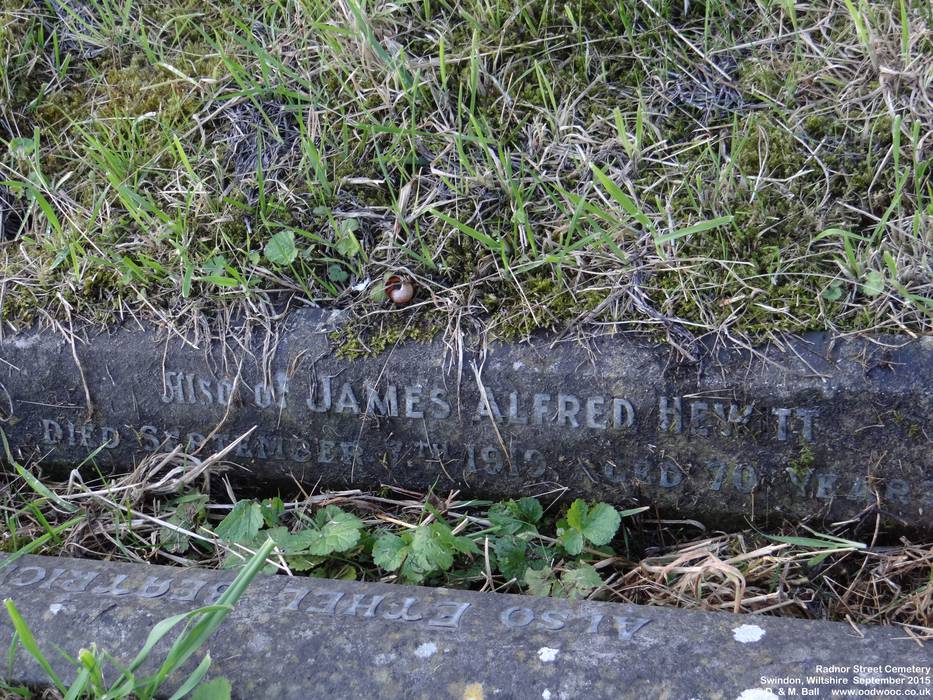 Also of JAMES ALFRED HEWITT
DIED SEPTEMBER 7TH 1919, AGED 70 YEARS
ALSO ETHEL BEATRICE
Radnor Street Cemetery
Swindon, Wiltshire September 2015
D. & M. Ball www.oodwooc.co.uk